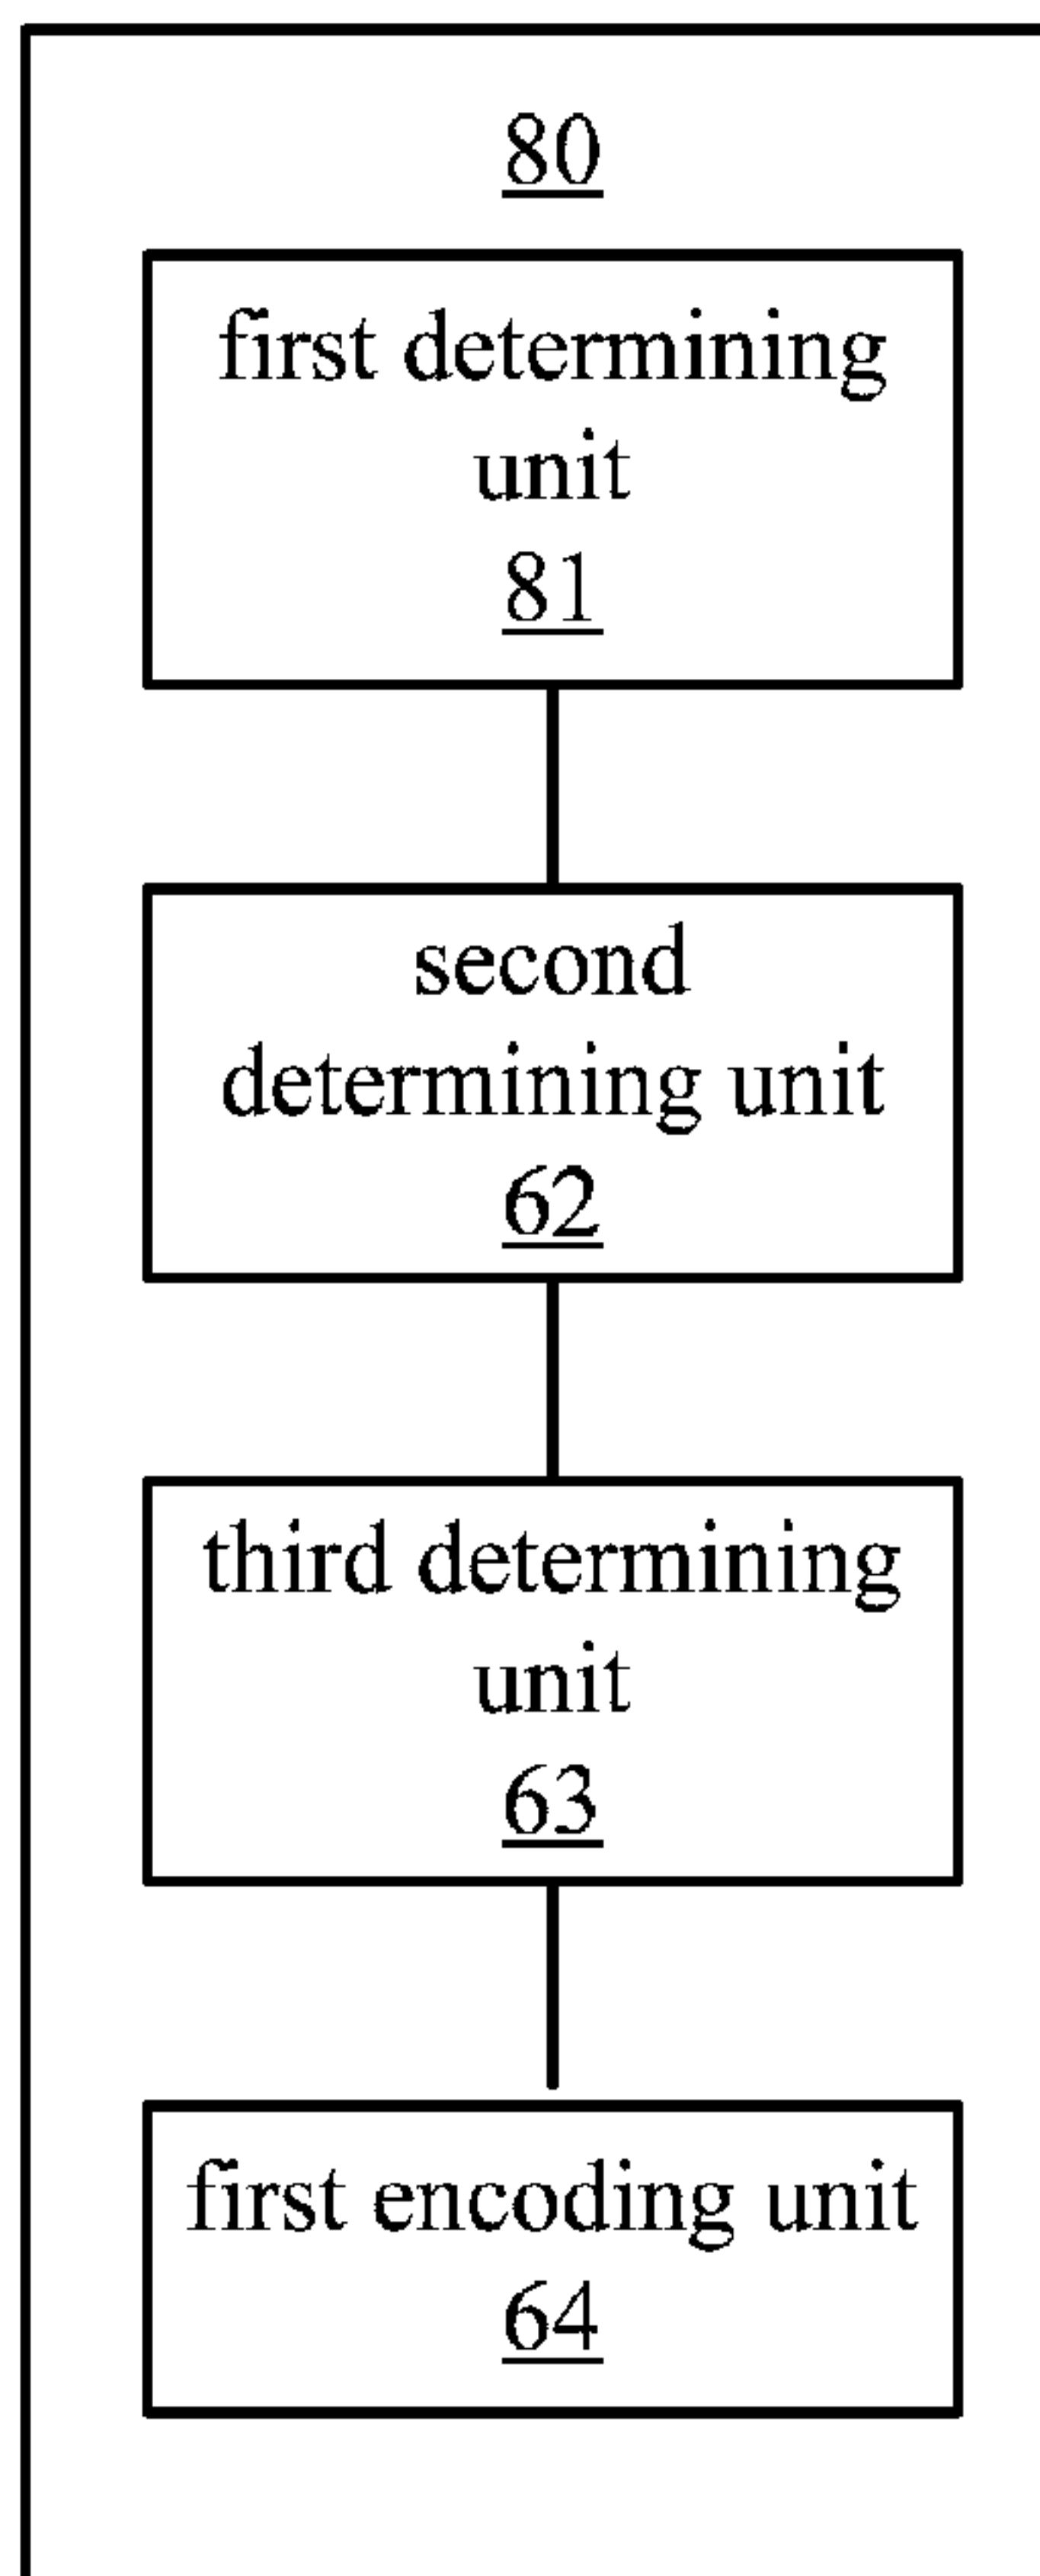 80
first determining
unit
81
second
determining unit
62
third determining
unit
63
first encoding unit
64